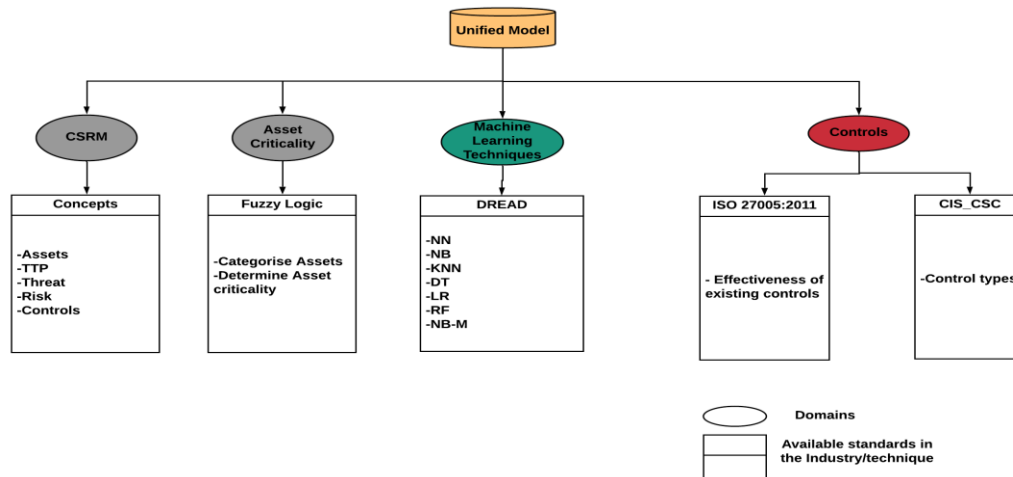 Unified Model
CSRM
Asset
Criticality
Machine
Learning
Techniques
Controls
Concepts
-Assets
-TTP
-Threat
-Risk
-Controls
Fuzzy Logic
-Categorise Assets
-Determine Asset
criticality
DREAD
-NN
-NB
-KNN
-DT
-LR
-RF
-NB-M
ISO 27005:2011
- Effectiveness of
existing controls
CIS_CSC
-Control types
Domains
Available standards in
the Industry/technique